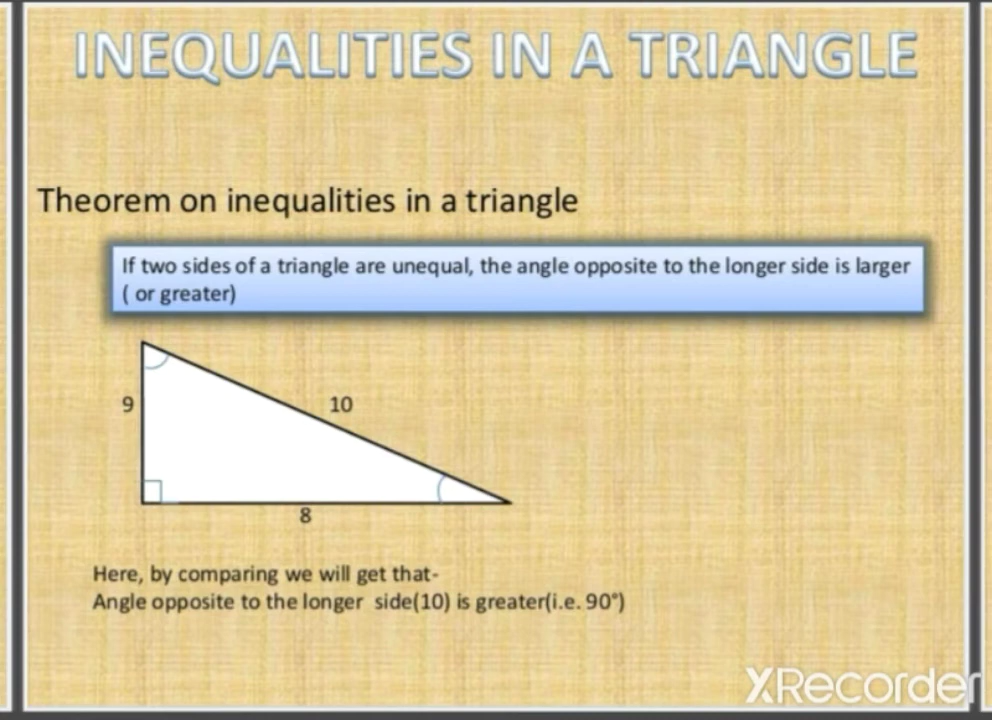 INEQUALITIES IN A TRIANGLE
Theorem on inequalities in a triangle
If two sides of a triangle are unequal, the angle opposite to the longer side is larger
( or greater)
9
10
8
Here, by comparing we will get that-
Angle opposite to the longer side(10) is greater(i.e. 90°)
XRecorder